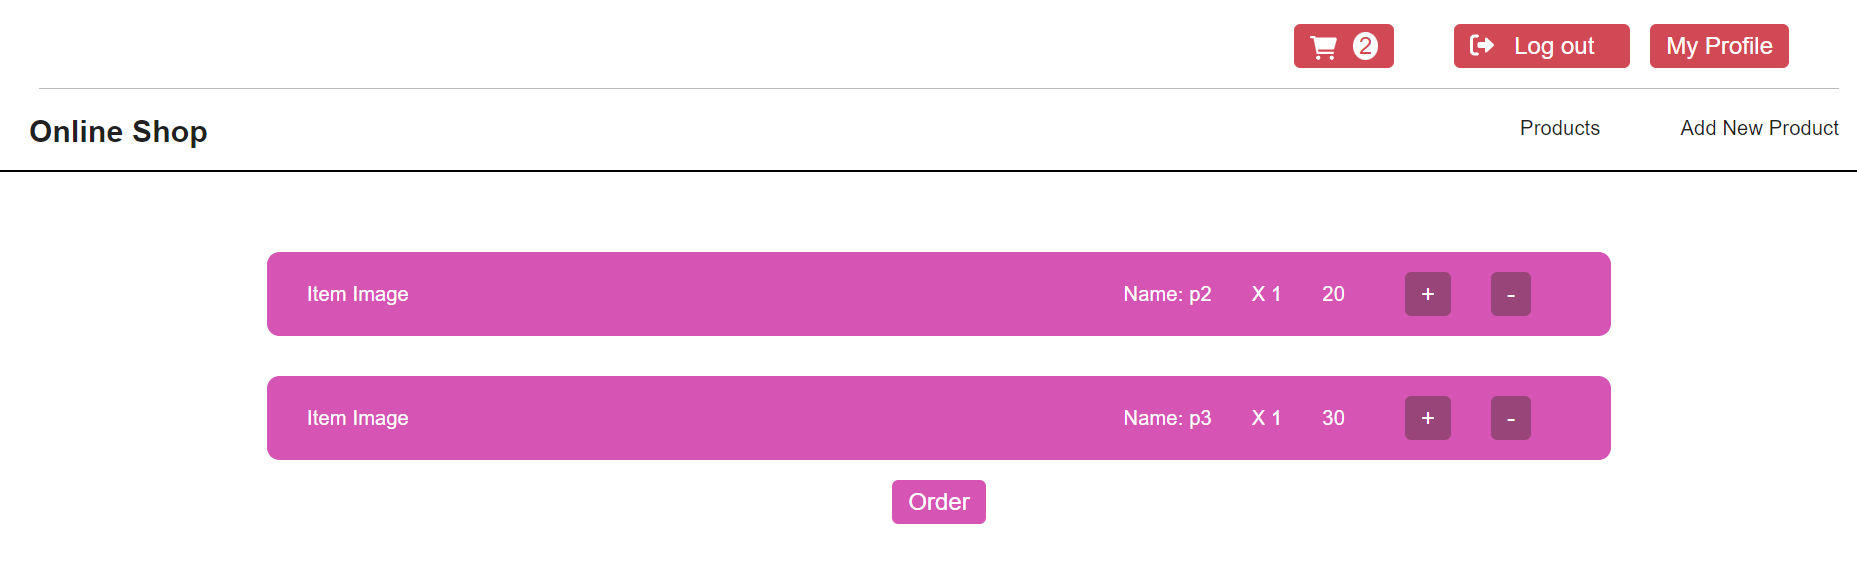 2 Log out My Profile
Online Shop Products Add New Product
Item Image Name: p2 X 1 20 + -
Item Image Name: p3 X 1 30 + -
Order